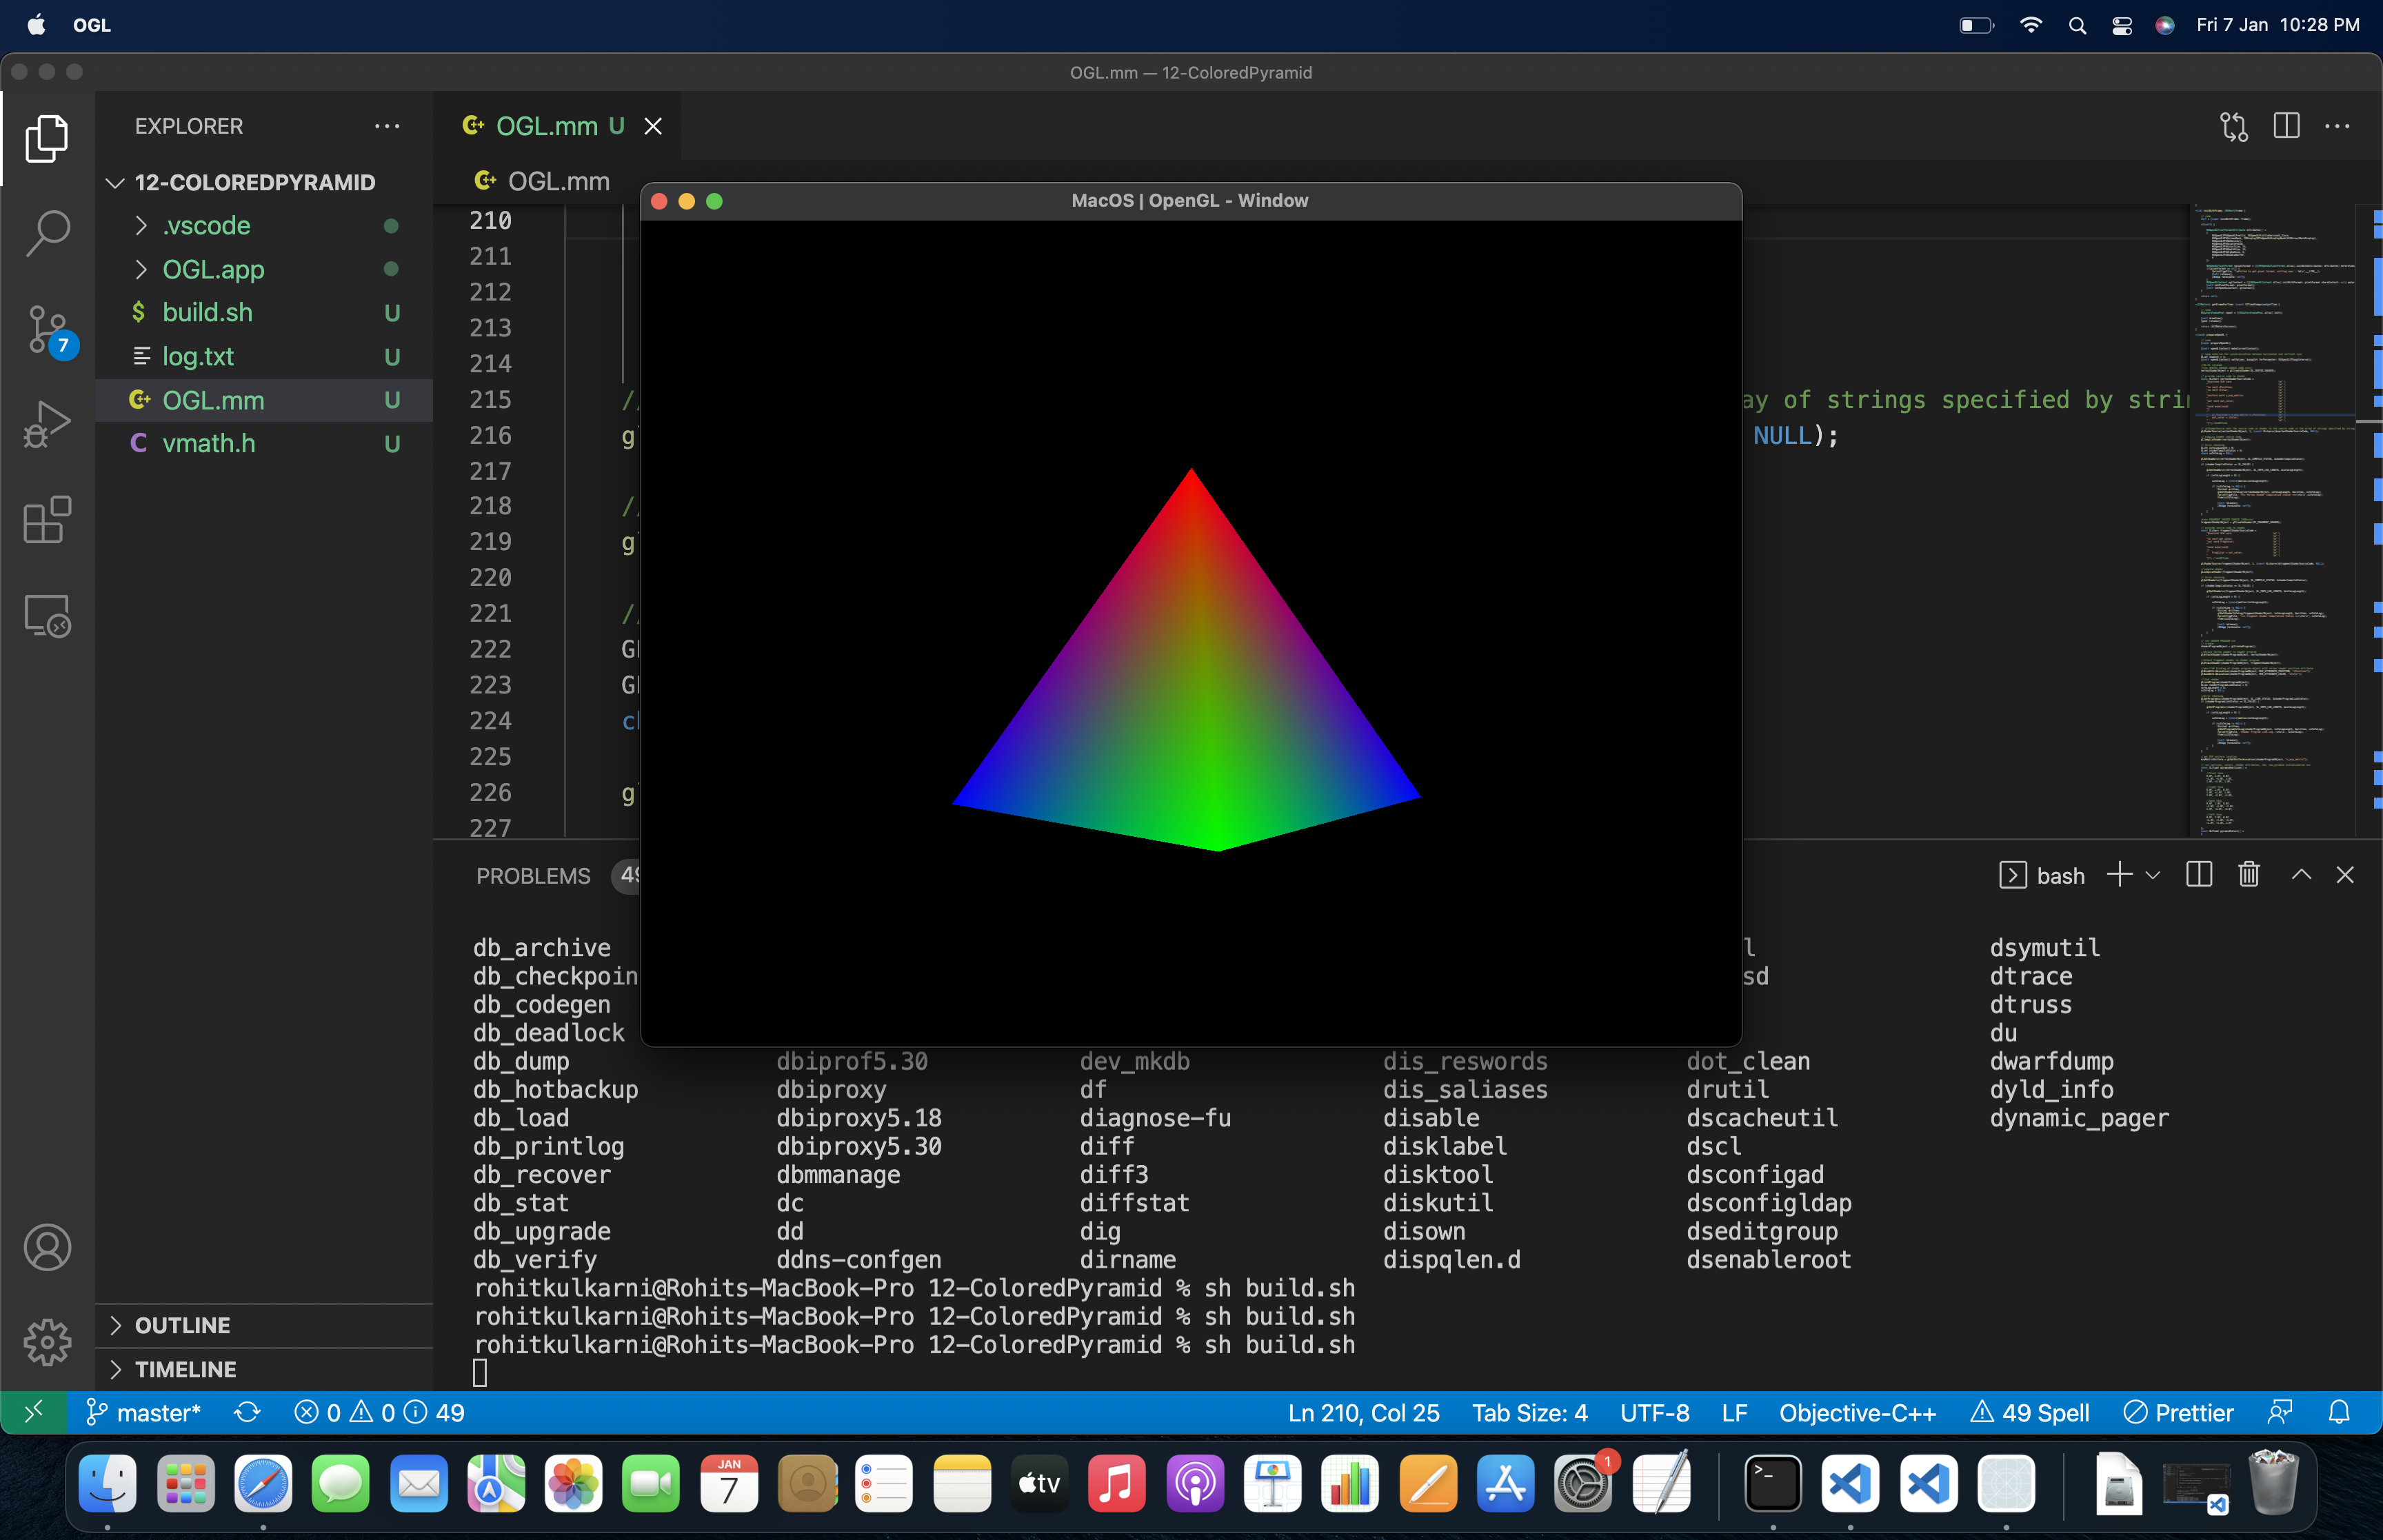 OGL
Fri 7 Jan 10:28 PM
OGL.mm — 12-ColoredPyramid
EXPLORER
OGL.mm U
12-COLOREDPYRAMID
OGL.mm
.vscode
OGL.app
build.sh U
log.txt U
OGL.mm U
vmath.h U
7
MacOS | OpenGL - Window
210
211
212
213
214
215 // ay of strings specified by stri
216 g NULL);
217
218 //
219 g
220
221 //
222 G
223 G
224 c
225
226 g
227
PROBLEMS 49
bash
db_archive dsymutil
db_checkpoin sd dtrace
db_codegen dtruss
db_deadlock du
db_dump dbiprof5.30 dev_mkdb dis_reswords dot_clean dwarfdump
db_hotbackup dbiproxy df dis_saliases drutil dyld_info
db_load dbiproxy5.18 diagnose-fu disable dscacheutil dynamic_pager
db_printlog dbiproxy5.30 diff disklabel dscl
db_recover dbmmanage diff3 disktool dsconfigad
db_stat dc diffstat diskutil dsconfigldap
db_upgrade dd dig disown dseditgroup
db_verify ddns-confgen dirname dispqlen.d dsenableroot
rohitkulkarni@Rohits-MacBook-Pro 12-ColoredPyramid % sh build.sh
rohitkulkarni@Rohits-MacBook-Pro 12-ColoredPyramid % sh build.sh
rohitkulkarni@Rohits-MacBook-Pro 12-ColoredPyramid % sh build.sh
OUTLINE
TIMELINE
master* 0 0 49 Ln 210, Col 25 Tab Size: 4 UTF-8 LF Objective-C++ 49 Spell Prettier
JAN
7
tv
1